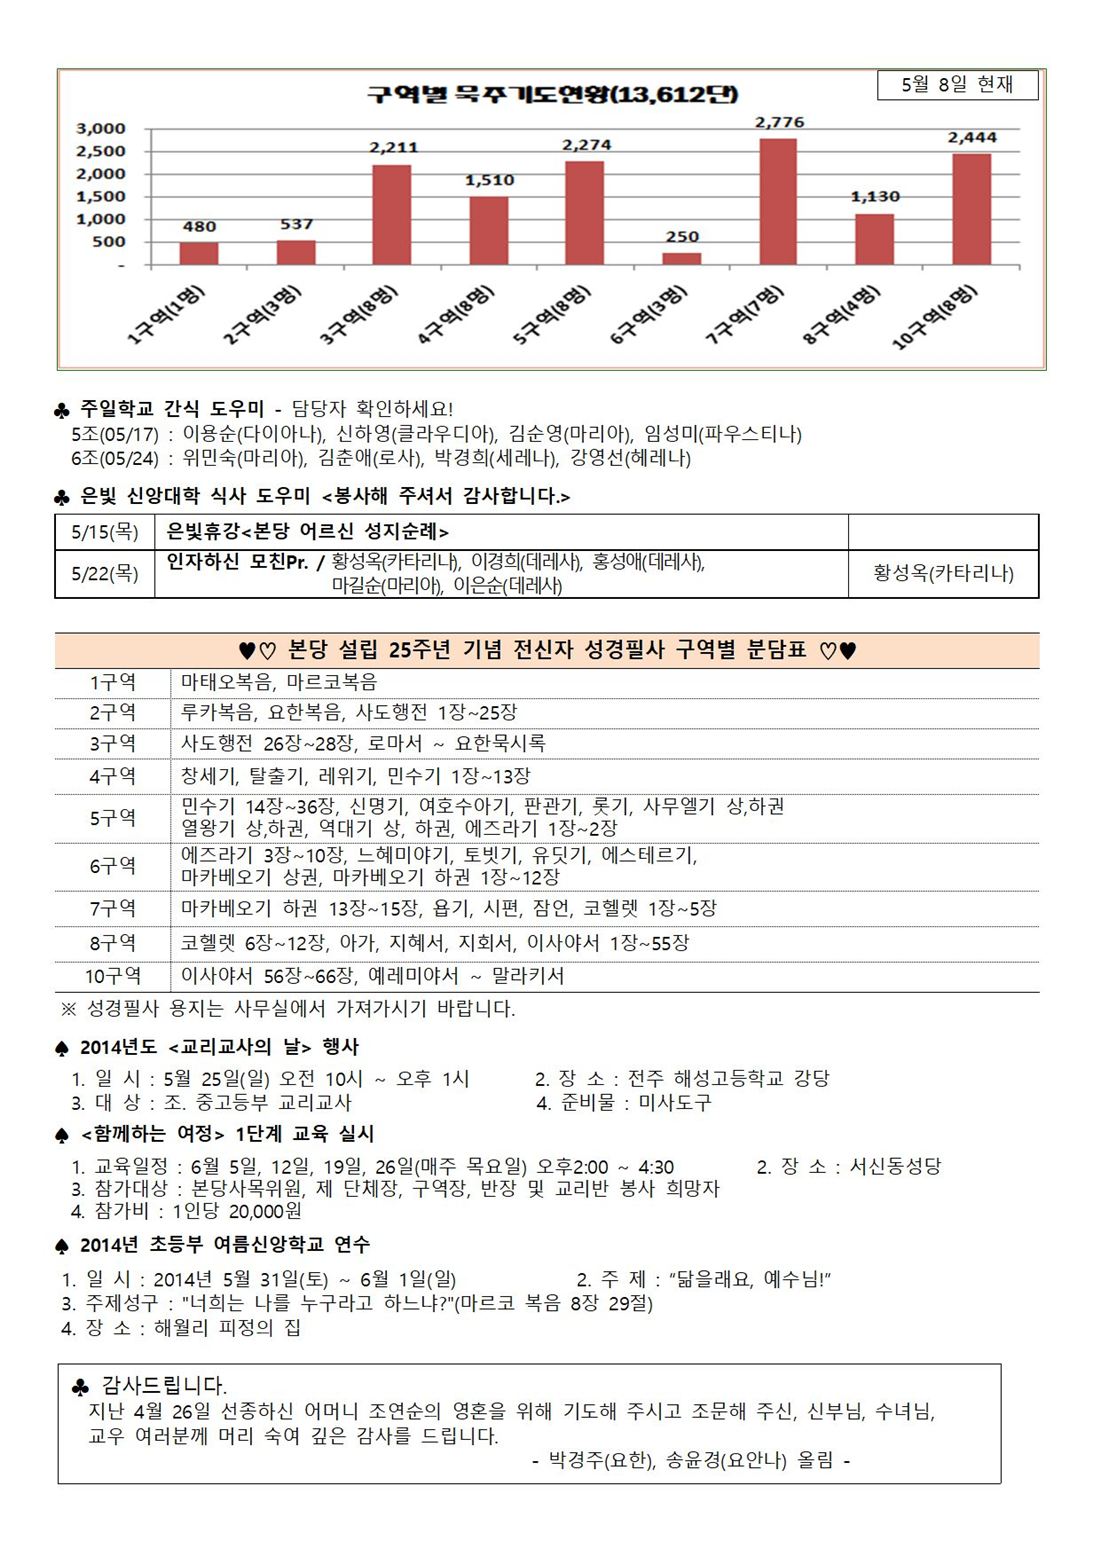 5월 8일 현재
구역별 묵주기도현황(13,612단)
3,000
2,500
2,000
1,500
1,000
500
-
480
537
2,211
1,510
2,274
250
2,776
1,130
2,444
1구역(1명)
2구역(3명)
3구역(8명)
4구역(8명)
5구역(8명)
6구역(3명)
7구역(7명)
8구역(4명)
10구역(8명)
♣ 주일학교 간식 도우미 - 담당자 확인하세요!
5조(05/17) : 이용순(다이아나), 신하영(클라우디아), 김순영(마리아), 임성미(파우스티나)
6조(05/24) : 위민숙(마리아), 김춘애(로사), 박경희(세레나), 강영선(헤레나)
♣ 은빛 신앙대학 식사 도우미 <봉사해 주셔서 감사합니다.>
5/15(목) 은빛휴강<본당 어르신 성지순례>
5/22(목) 인자하신 모친Pr. / 황성옥(카타리나), 이경희(데레사), 홍성애(데레사),
마길순(마리아), 이은순(데레사)
황성옥(카타리나)
♥♡ 본당 설립 25주년 기념 전신자 성경필사 구역별 분담표 ♡♥
1구역 마태오복음, 마르코복음
2구역 루카복음, 요한복음, 사도행전 1장~25장
3구역 사도행전 26장~28장, 로마서 ~ 요한묵시록
4구역 창세기, 탈출기, 레위기, 민수기 1장~13장
5구역 민수기 14장~36장, 신명기, 여호수아기, 판관기, 룻기, 사무엘기 상,하권
열왕기 상,하권, 역대기 상, 하권, 에즈라기 1장~2장
6구역 에즈라기 3장~10장, 느헤미야기, 토빗기, 유딧기, 에스테르기,
마카베오기 상권, 마카베오기 하권 1장~12장
7구역 마카베오기 하권 13장~15장, 욥기, 시편, 잠언, 코헬렛 1장~5장
8구역 코헬렛 6장~12장, 아가, 지혜서, 지회서, 이사야서 1장~55장
10구역 이사야서 56장~66장, 예레미야서 ~ 말라키서
※ 성경필사 용지는 사무실에서 가져가시기 바랍니다.
♠ 2014년도 <교리교사의 날> 행사
1. 일 시 : 5월 25일(일) 오전 10시 ~ 오후 1시 2. 장 소 : 전주 해성고등학교 강당
3. 대 상 : 조. 중고등부 교리교사 4. 준비물 : 미사도구
♠ <함께하는 여정> 1단계 교육 실시
1. 교육일정 : 6월 5일, 12일, 19일, 26일(매주 목요일) 오후2:00 ~ 4:30 2. 장 소 : 서신동성당
3. 참가대상 : 본당사목위원, 제 단체장, 구역장, 반장 및 교리반 봉사 희망자
4. 참가비 : 1인당 20,000원
♠ 2014년 초등부 여름신앙학교 연수
1. 일 시 : 2014년 5월 31일(토) ~ 6월 1일(일) 2. 주 제 : “닮을래요, 예수님!”
3. 주제성구 : "너희는 나를 누구라고 하느냐?"(마르코 복음 8장 29절)
4. 장 소 : 해월리 피정의 집
♣ 감사드립니다.
지난 4월 26일 선종하신 어머니 조연순의 영혼을 위해 기도해 주시고 조문해 주신, 신부님, 수녀님,
교우 여러분께 머리 숙여 깊은 감사를 드립니다.
- 박경주(요한), 송윤경(요안나) 올림 -